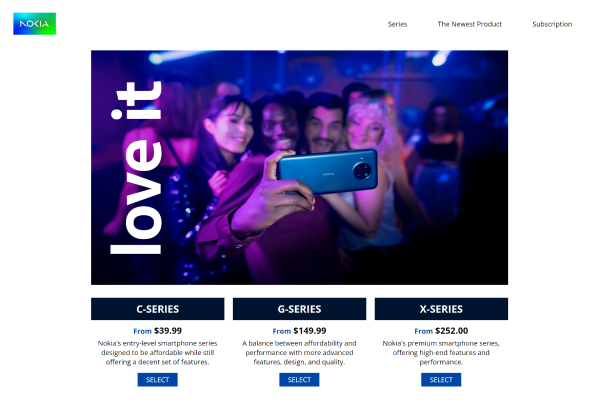 NOKIA
Series
The Newest Product
Subscription
love it
NOKIA
C-SERIES
From $39.99
Nokia's entry-level smartphone series
designed to be affordable while still
offering a decent set of features.
SELECT
G-SERIES
From $149.99
A balance between affordability and
performance with more advanced
features, design, and quality.
SELECT
X-SERIES
From $252.00
Nokia's premium smartphone series,
offering high-end features and
performance.
SELECT